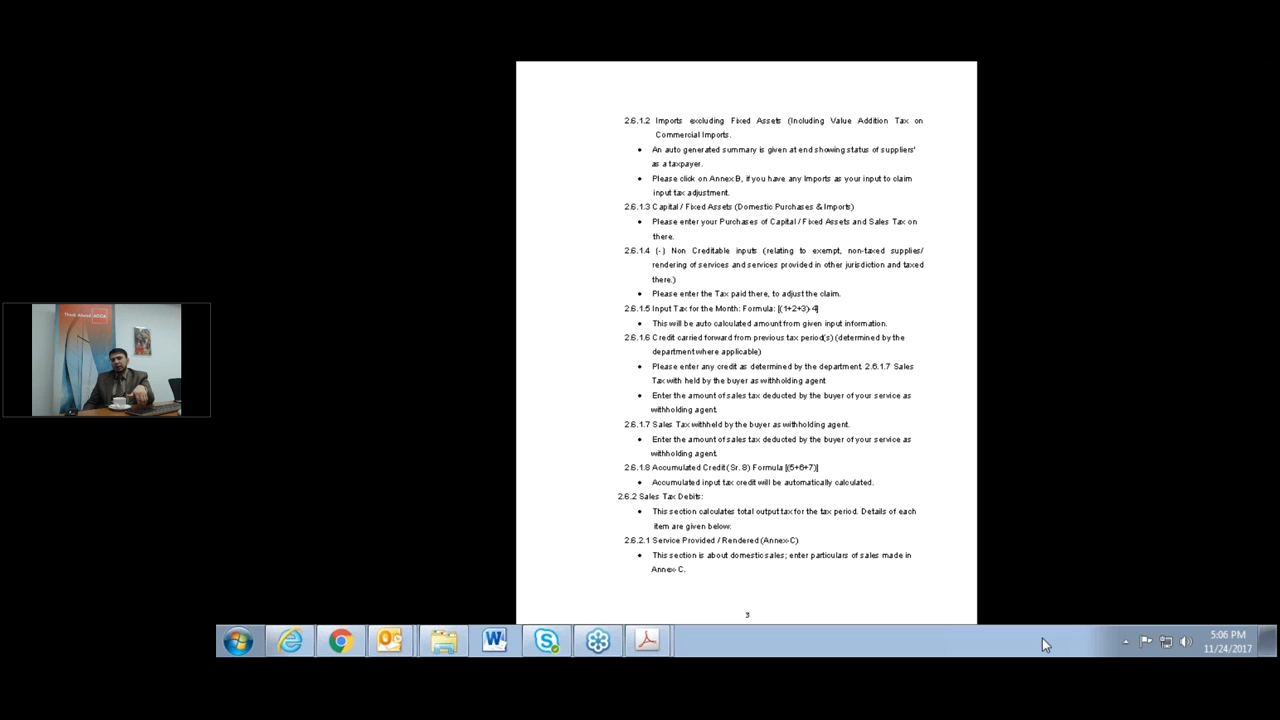 2.6.1.2 Imports excluding Fixed Assets (Including Value Addition Tax on
Commercial Imports.
• An auto generated summary is given at end showing status of suppliers'
as a taxpayer.
• Please click on Annex B, if you have any Imports as your input to claim
input tax adjustment.
2.6.1.3 Capital / Fixed Assets (Domestic Purchases & Imports)
• Please enter your Purchases of Capital / Fixed Assets and Sales Tax on
there.
2.6.1.4 (-) Non Creditable inputs (relating to exempt, non-taxed supplies/
rendering of services and services provided in other jurisdiction and taxed
there.)
• Please enter the Tax paid there, to adjust the claim.
2.6.1.5 Input Tax for the Month: Formula: [(1+2+3)-4]
• This will be auto calculated amount from given input information.
2.6.1.6 Credit carried forward from previous tax period(s) (determined by the
department where applicable)
• Please enter any credit as determined by the department. 2.6.1.7 Sales
Tax with held by the buyer as withholding agent
• Enter the amount of sales tax deducted by the buyer of your service as
withholding agent.
2.6.1.7 Sales Tax withheld by the buyer as withholding agent.
• Enter the amount of sales tax deducted by the buyer of your service as
withholding agent.
2.6.1.8 Accumulated Credit (Sr. 8) Formula [(5+6+7)]
• Accumulated input tax credit will be automatically calculated.
2.6.2 Sales Tax Debits:
• This section calculates total output tax for the tax period. Details of each
item are given below:
2.6.2.1 Service Provided / Rendered (Annex-C)
• This section is about domestic sales; enter particulars of sales made in
Annex-C.
3
Think Ahead ACCA
5:06 PM
11/24/2017